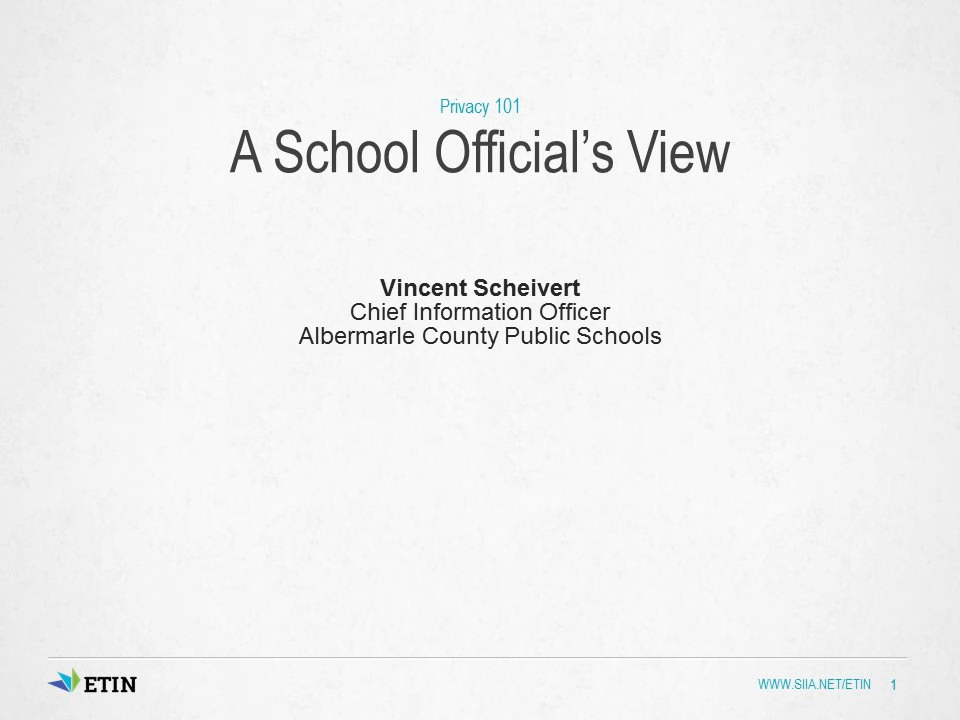 Privacy 101
A School Official’s View
Vincent Scheivert
Chief Information Officer
Albermarle County Public Schools
ETIN
WWW.SIIA.NET/ETIN 1